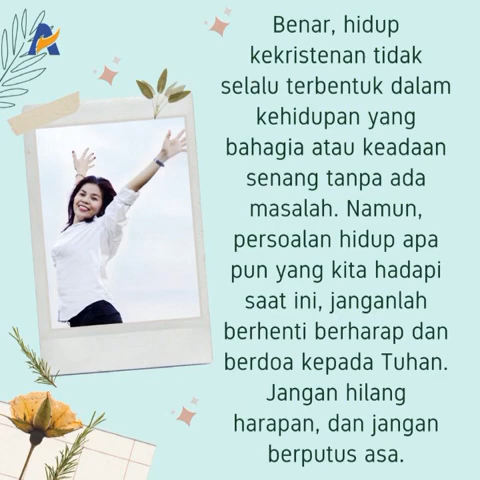 Benar, hidup
kekristenan tidak
selalu terbentuk dalam
kehidupan yang
bahagia atau keadaan
senang tanpa ada
masalah. Namun,
persoalan hidup apa
pun yang kita hadapi
saat ini, janganlah
berhenti berharap dan
berdoa kepada Tuhan.
Jangan hilang
harapan, dan jangan
berputus asa.